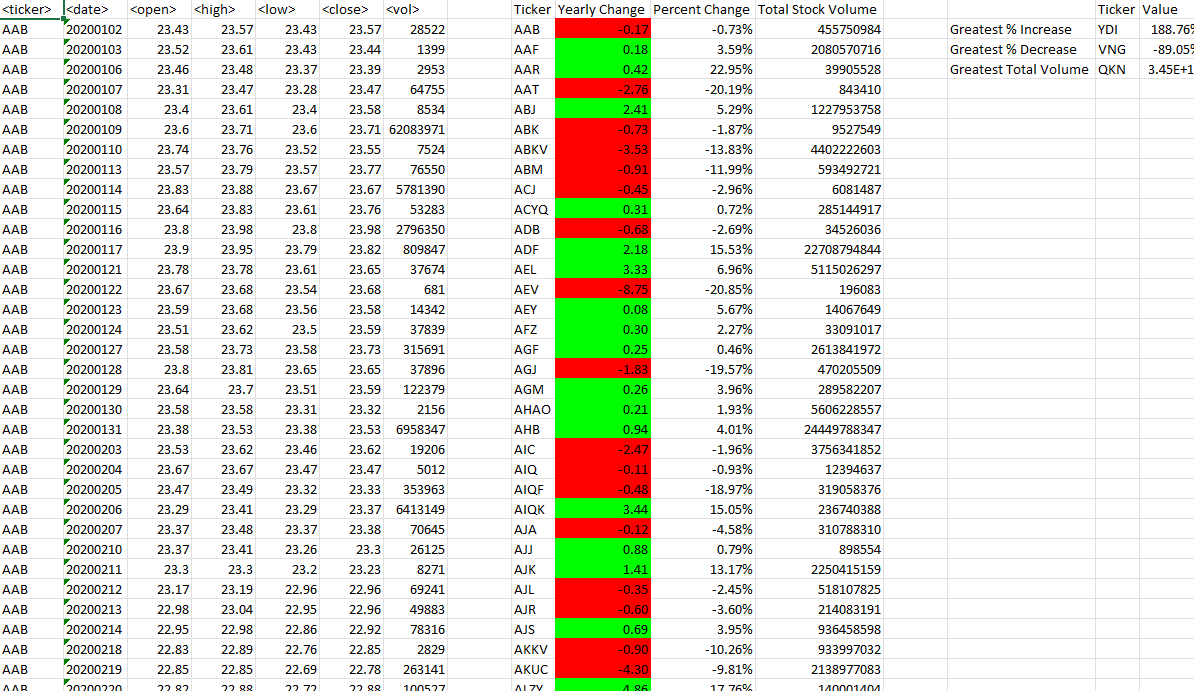 <ticker> <date> <open> <high> <low> <close> <vol> Ticker Yearly Change Percent Change Total Stock Volume Ticker Value
AAB 20200102 23.43 23.57 23.43 23.57 28522 AAB -0.17 -0.73% 455750984 Greatest % Increase YDI 188.76%
AAB 20200103 23.52 23.61 23.43 23.44 1399 AAF 0.18 3.59% 2080570716 Greatest % Decrease VNG -89.05%
AAB 20200106 23.46 23.48 23.37 23.39 2953 AAR 0.42 22.95% 39905528 Greatest Total Volume QKN 3.45E+1
AAB 20200107 23.31 23.47 23.28 23.47 64755 AAT -2.76 -20.19% 843410
AAB 20200108 23.4 23.61 23.4 23.58 8534 ABJ 2.41 5.29% 1227953758
AAB 20200109 23.6 23.71 23.6 23.71 62083971 ABK -0.73 -1.87% 9527549
AAB 20200110 23.74 23.76 23.52 23.55 7524 ABKV -3.53 -13.83% 4402222603
AAB 20200113 23.57 23.79 23.57 23.77 76550 ABM -0.91 -11.99% 593492721
AAB 20200114 23.83 23.88 23.67 23.67 5781390 ACJ -0.45 -2.96% 6081487
AAB 20200115 23.64 23.83 23.61 23.76 53283 ACYQ 0.31 0.72% 285144917
AAB 20200116 23.8 23.98 23.8 23.98 2796350 ADB -0.68 -2.69% 34526036
AAB 20200117 23.9 23.95 23.79 23.82 809847 ADF 2.18 15.53% 22708794844
AAB 20200121 23.78 23.78 23.61 23.65 37674 AEL 3.33 6.96% 5115026297
AAB 20200122 23.67 23.68 23.54 23.68 681 AEV -8.75 -20.85% 196083
AAB 20200123 23.59 23.68 23.56 23.58 14342 AEY 0.08 5.67% 14067649
AAB 20200124 23.51 23.62 23.5 23.59 37839 AFZ 0.30 2.27% 33091017
AAB 20200127 23.58 23.73 23.58 23.73 315691 AGF 0.25 0.46% 2613841972
AAB 20200128 23.8 23.81 23.65 23.65 37896 AGJ -1.83 -19.57% 470205509
AAB 20200129 23.64 23.7 23.51 23.59 122379 AGM 0.26 3.96% 289582207
AAB 20200130 23.58 23.58 23.31 23.32 2156 AHAO 0.21 1.93% 5606228557
AAB 20200131 23.38 23.53 23.38 23.53 6958347 AHB 0.94 4.01% 24449788347
AAB 20200203 23.53 23.62 23.46 23.62 19206 AIC -2.47 -1.96% 3756341852
AAB 20200204 23.67 23.67 23.47 23.47 5012 AIQ -0.11 -0.93% 12394637
AAB 20200205 23.47 23.49 23.32 23.33 353963 AIQF -0.48 -18.97% 319058376
AAB 20200206 23.29 23.41 23.29 23.37 6413149 AIQK 3.44 15.05% 236740388
AAB 20200207 23.37 23.48 23.37 23.38 70645 AJA -0.12 -4.58% 310788310
AAB 20200210 23.37 23.41 23.26 23.3 26125 AJJ 0.88 0.79% 898554
AAB 20200211 23.3 23.3 23.2 23.23 8271 AJK 1.41 13.17% 2250415159
AAB 20200212 23.17 23.19 22.96 22.96 69241 AJL -0.35 -2.45% 518107825
AAB 20200213 22.98 23.04 22.95 22.96 49883 AJR -0.60 -3.60% 214083191
AAB 20200214 22.95 22.98 22.86 22.92 78316 AJS 0.69 3.95% 936458598
AAB 20200218 22.83 22.89 22.76 22.85 2829 AKKV -0.90 -10.26% 933997032
AAB 20200219 22.85 22.85 22.69 22.78 263141 AKUC -4.30 -9.81% 2138977083
AAB 20200220 22.82 22.88 22.72 22.88 100527 ALZY 4.86 17.76% 140001404